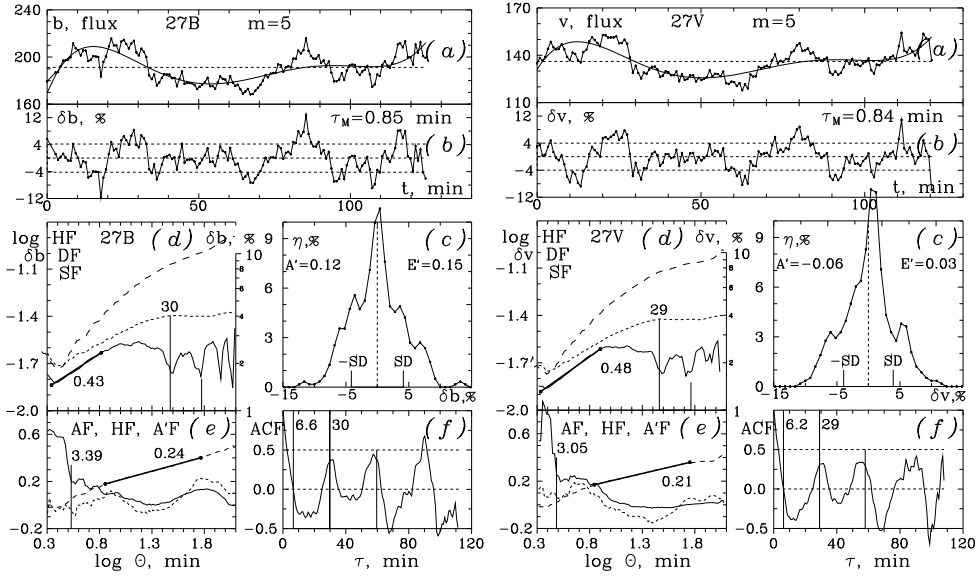 b, flux 27B m=5
240
220
200
180
160
(a)
δb, % τM=0.85 min
12
4
−4
−12
(b)
t, min
0 50 100
log δb
HF 27B (d) δb, %
DF
SF
−1.1
−1.4
−1.7
−2.0
30
0.43
10
8
6
4
2
η,% (c)
A'=0.12 E'=0.15
9
6
3
0
−SD SD
−15 −5 5 δb,%
AF, HF, A'F (e)
0.6
0.2
−0.2
3.39
0.24
0.3 0.8 1.3 1.8
log Θ, min
1
ACF
0.5
0.0
−0.5
6.6 30
(f)
0 40 80 120
τ, min
v, flux 27V m=5
170
140
110
(a)
δv, % τM=0.84 min
12
4
−4
−12
(b)
t, min
0 50 100
log δv
HF 27V (d) δv, %
DF
SF
−1.1
−1.4
−1.7
−2.0
29
0.48
10
8
6
4
2
η,% (c)
A'=−0.06 E'=0.03
9
6
3
0
−SD SD
−15 −5 5 δv,%
AF, HF, A'F (e)
0.6
0.2
−0.2
3.05
0.21
0.3 0.8 1.3 1.8
log Θ, min
1
ACF
0.5
0.0
−0.5
6.2 29
(f)
0 40 80 120
τ, min